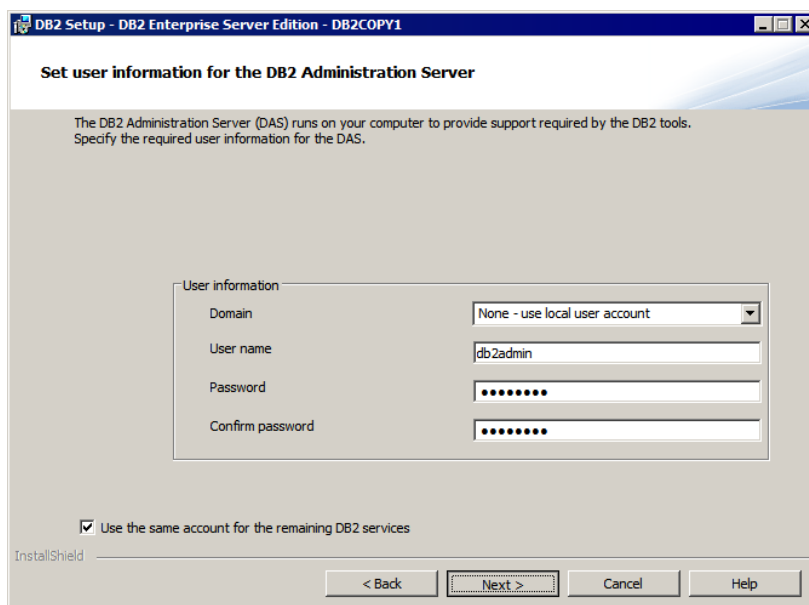 DB2 Setup - DB2 Enterprise Server Edition - DB2COPY1
Set user information for the DB2 Administration Server
The DB2 Administration Server (DAS) runs on your computer to provide support required by the DB2 tools.
Specify the required user information for the DAS.
User information
Domain
None - use local user account
User name
db2admin
Password
●●●●●●●●
Confirm password
●●●●●●●●
Use the same account for the remaining DB2 services
InstallShield
< Back
Next >
Cancel
Help